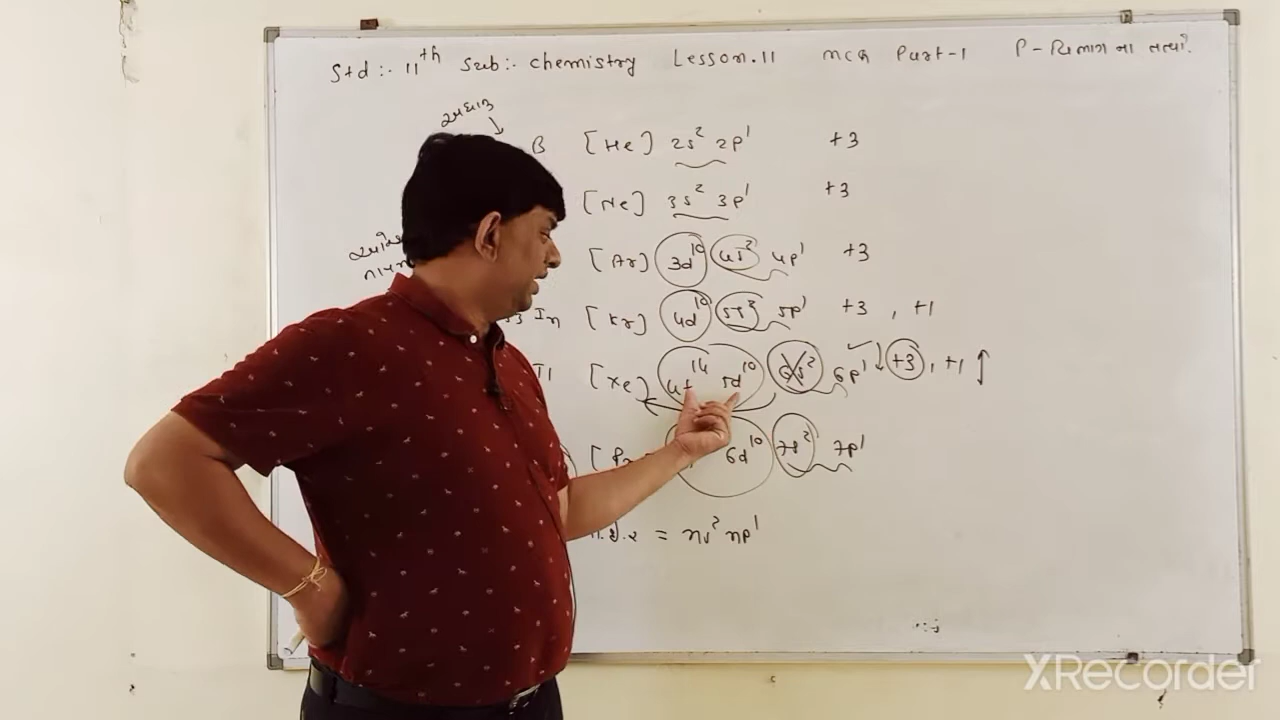 Std :- 11th Sub :- Chemistry Lesson.11 MCQ Part-1 P-વિભાગ ના તત્વો.
B [He] 2s² 2p¹ +3
[Ne] 3s² 3p¹ +3
[Ar] 3d¹⁰ 4s² 4p¹ +3
In [Kr] 4d¹⁰ 5s² 5p¹ +3 , +1
Tl [Xe] 4f¹⁴ 5d¹⁰ 6s² 6p¹ ↓ +3 , +1 ↑
6d¹⁰ 7s² 7p¹
= ns² np¹
XRecorder